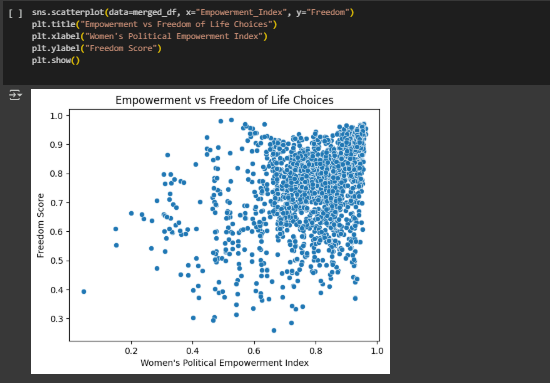 [ ] sns.scatterplot(data=merged_df, x="Empowerment_Index", y="Freedom")
plt.title("Empowerment vs Freedom of Life Choices")
plt.xlabel("Women's Political Empowerment Index")
plt.ylabel("Freedom Score")
plt.show()
Empowerment vs Freedom of Life Choices
1.0
0.9
0.8
0.7
0.6
0.5
0.4
0.3
Freedom Score
0.2 0.4 0.6 0.8 1.0
Women's Political Empowerment Index